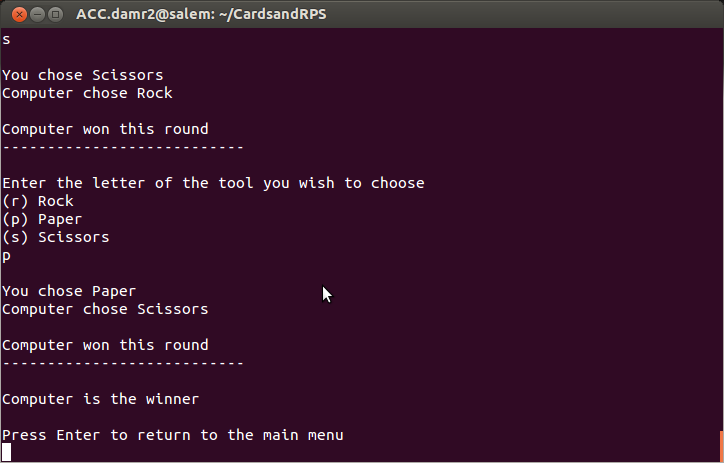 ACC.damr2@salem: ~/CardsandRPS
s
You chose Scissors
Computer chose Rock
Computer won this round
---------------------------
Enter the letter of the tool you wish to choose
(r) Rock
(p) Paper
(s) Scissors
p
You chose Paper
Computer chose Scissors
Computer won this round
---------------------------
Computer is the winner
Press Enter to return to the main menu